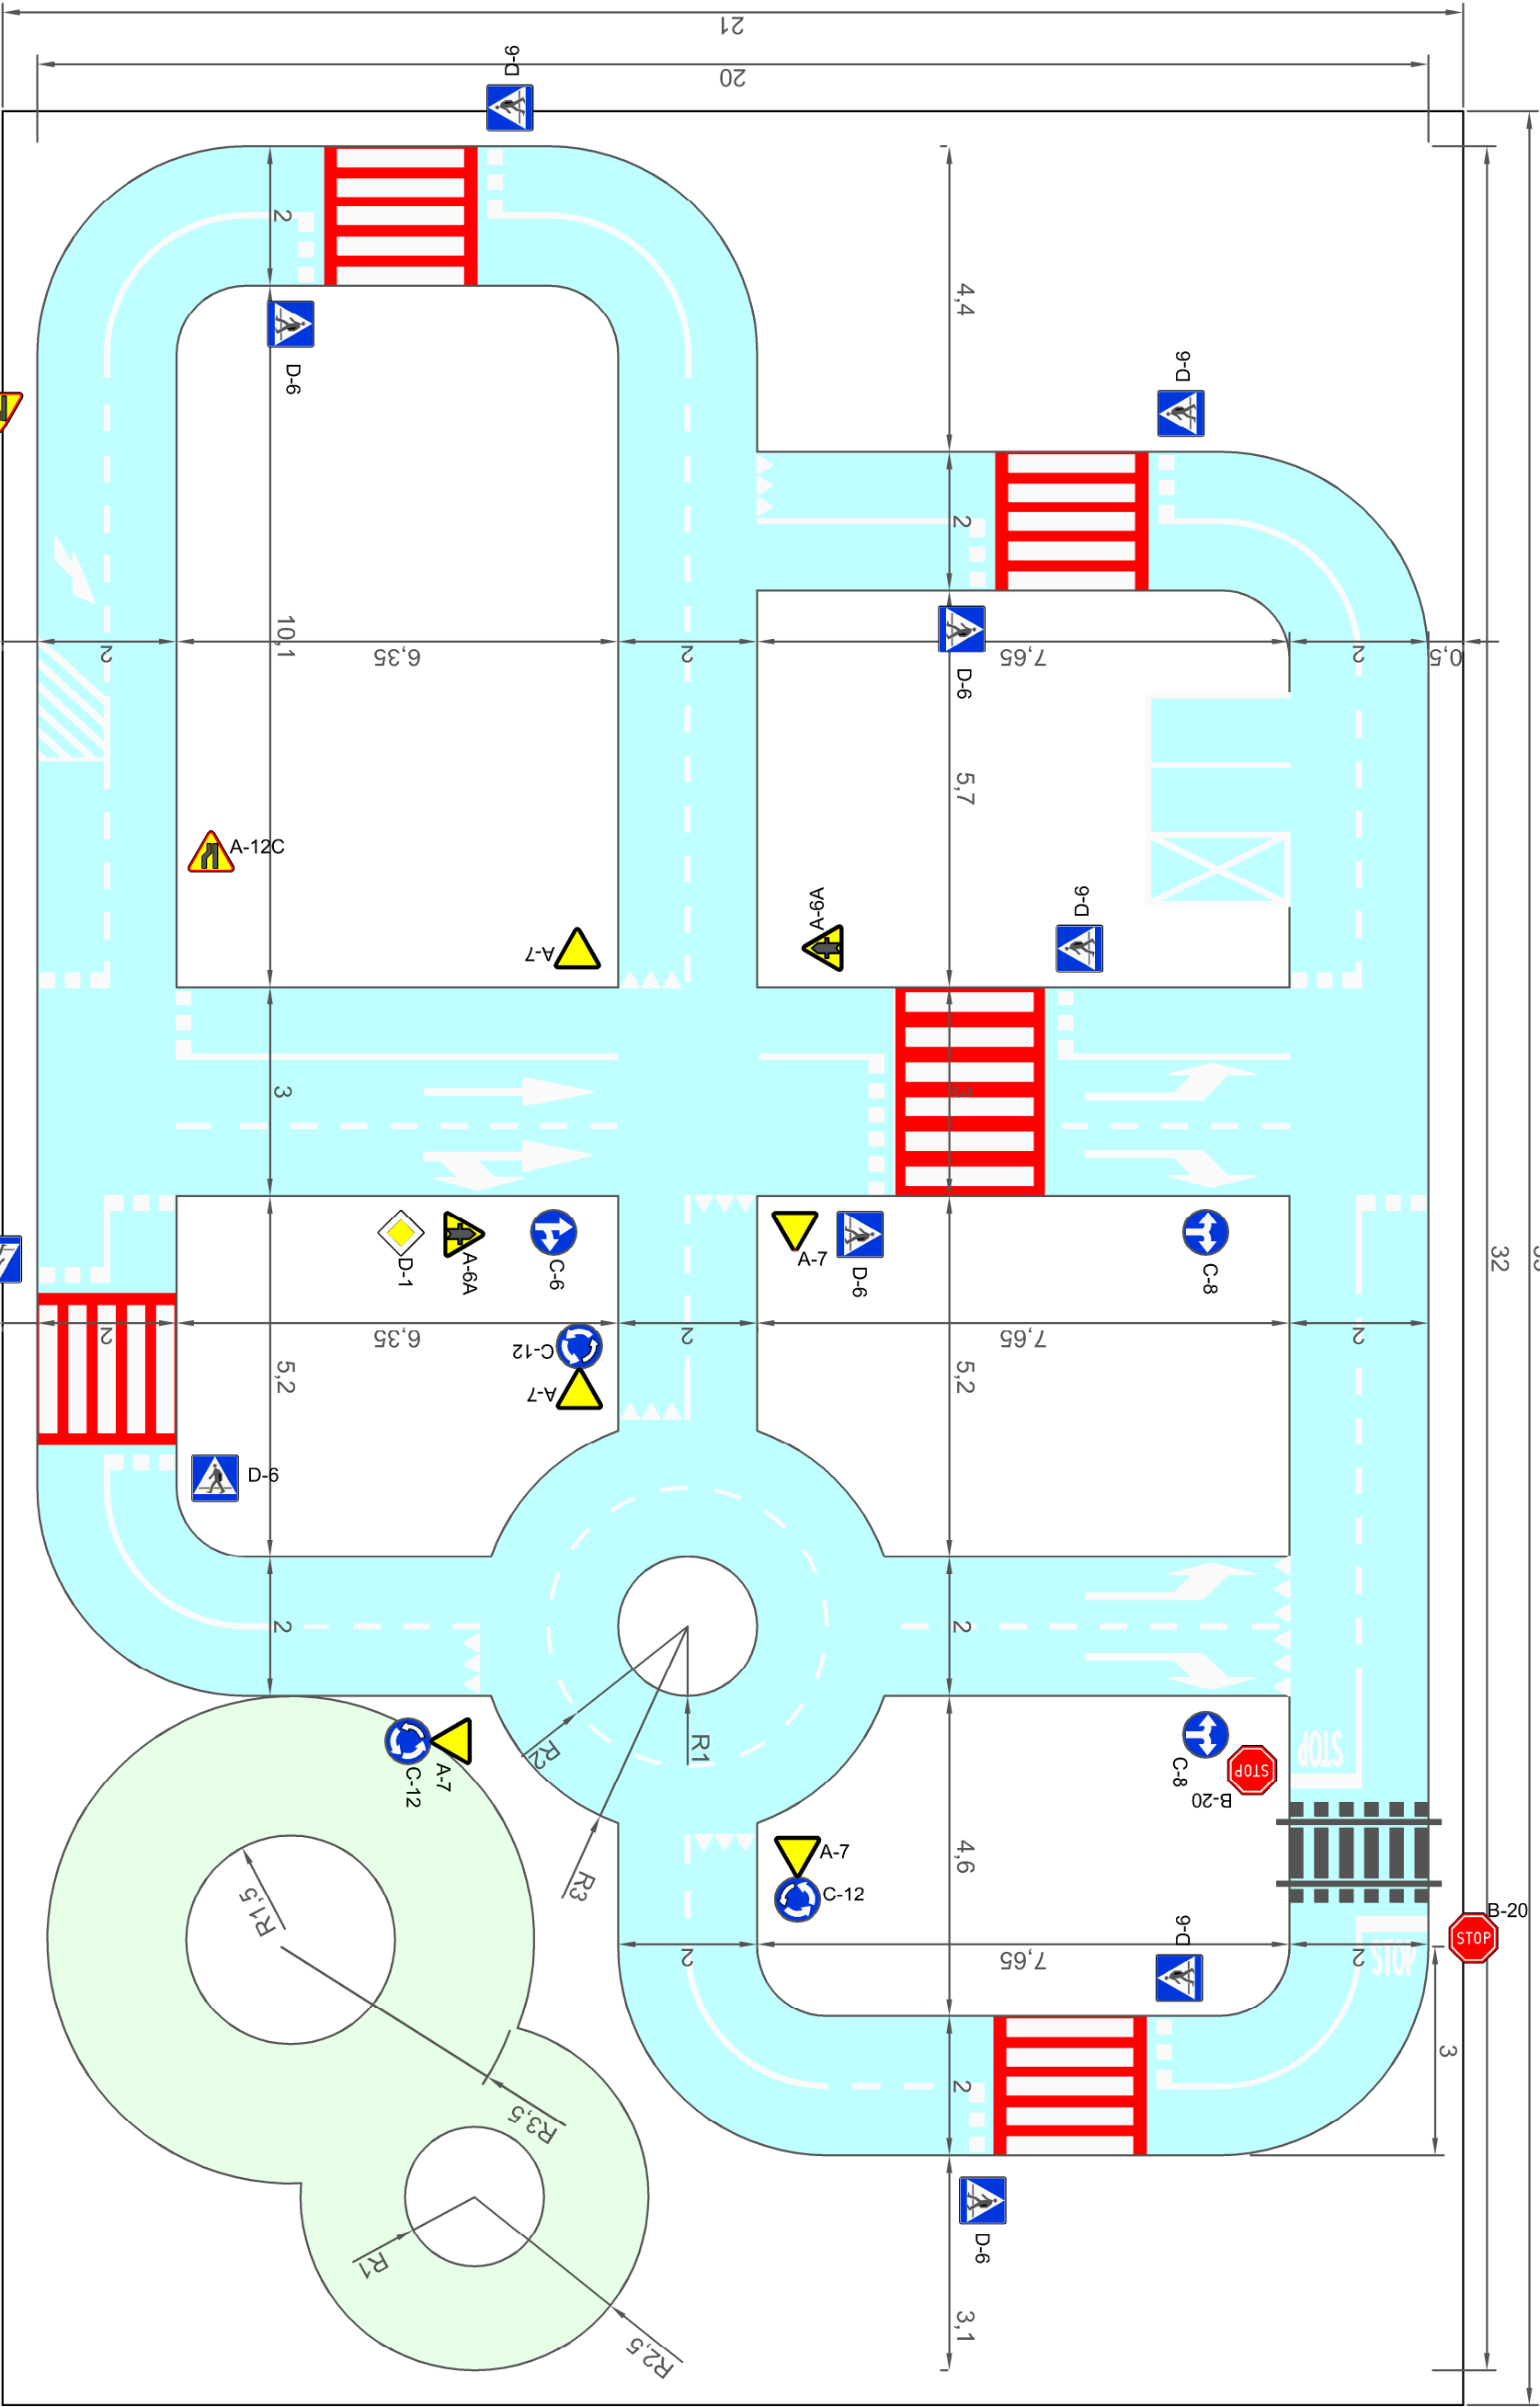 21
20
D-6
2
D-6
4,4
D-6
2
D-6
10,1
2
6,35
2
7,65
2
0,5
5,7
A-12C
A-7
A-6A
D-6
3
3
D-1
A-6A
C-6
A-7
D-6
C-8
32
2
6,35
2
7,65
2
C-12
A-7
5,2
5,2
D-6
2
2
R1
R2
R3
STOP
C-8
STOP
B-20
C-12
A-7
A-7
C-12
4,6
R1,5
B-20
STOP
STOP
D-6
2
7,65
2
3
R3,5
2
D-6
R1
R2,5
3,1